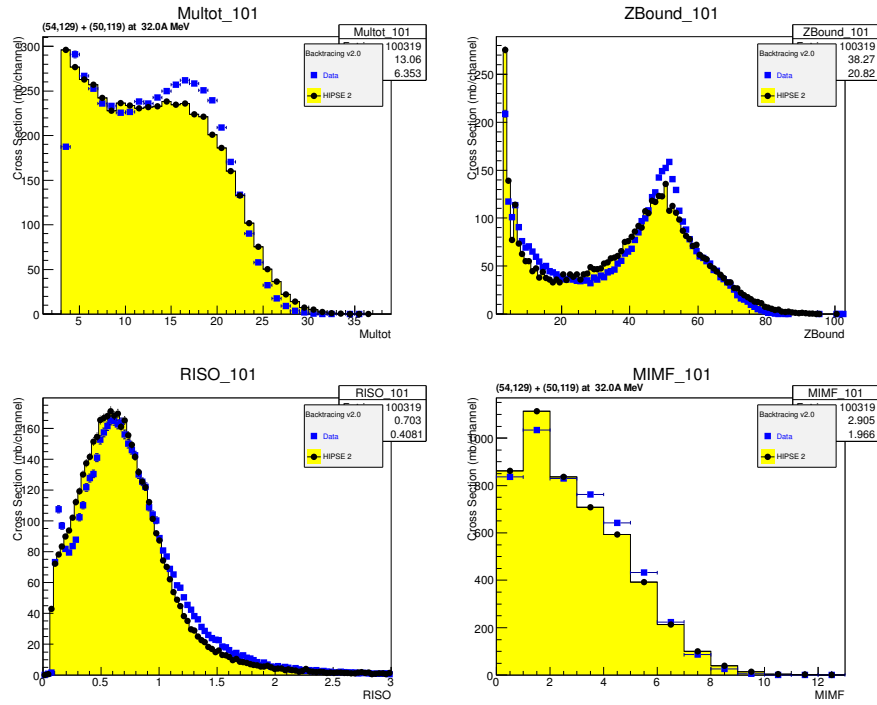 Multot_101
(54,129) + (50,119) at 32.0A MeV
Multot_101
100319
13.06
6.353
Backtracing v2.0
Data
HIPSE 2
Cross Section (mb/channel)
300
250
200
150
100
50
0
5 10 15 20 25 30 35
Multot
ZBound_101
ZBound_101
100319
38.27
20.82
Backtracing v2.0
Data
HIPSE 2
Cross Section (mb/channel)
250
200
150
100
50
0
20 40 60 80 100
ZBound
RISO_101
RISO_101
100319
0.703
0.4081
Backtracing v2.0
Data
HIPSE 2
Cross Section (mb/channel)
160
140
120
100
80
60
40
20
0
0 0.5 1 1.5 2 2.5 3
RISO
MIMF_101
(54,129) + (50,119) at 32.0A MeV
MIMF_101
100319
2.905
1.966
Backtracing v2.0
Data
HIPSE 2
Cross Section (mb/channel)
1000
800
600
400
200
0
0 2 4 6 8 10 12
MIMF